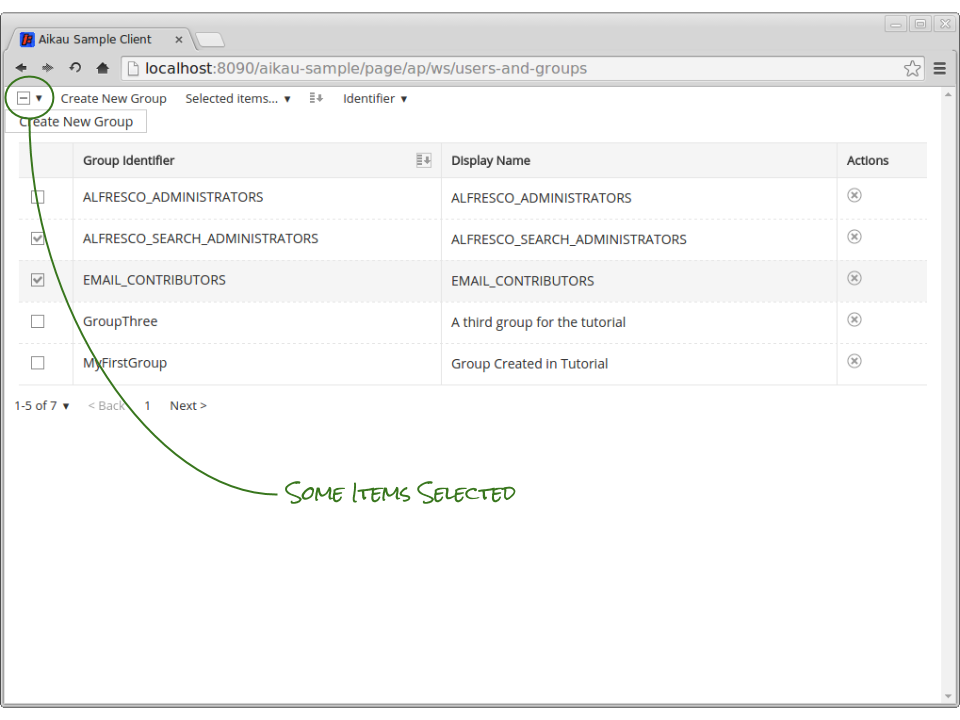 Aikau Sample Client
localhost:8090/aikau-sample/page/ap/ws/users-and-groups
Create New Group Selected items... Identifier
Create New Group
Group Identifier Display Name Actions
ALFRESCO_ADMINISTRATORS ALFRESCO_ADMINISTRATORS
ALFRESCO_SEARCH_ADMINISTRATORS ALFRESCO_SEARCH_ADMINISTRATORS
EMAIL_CONTRIBUTORS EMAIL_CONTRIBUTORS
GroupThree A third group for the tutorial
MyFirstGroup Group Created in Tutorial
1-5 of 7 < Back 1 Next >
Some Items Selected